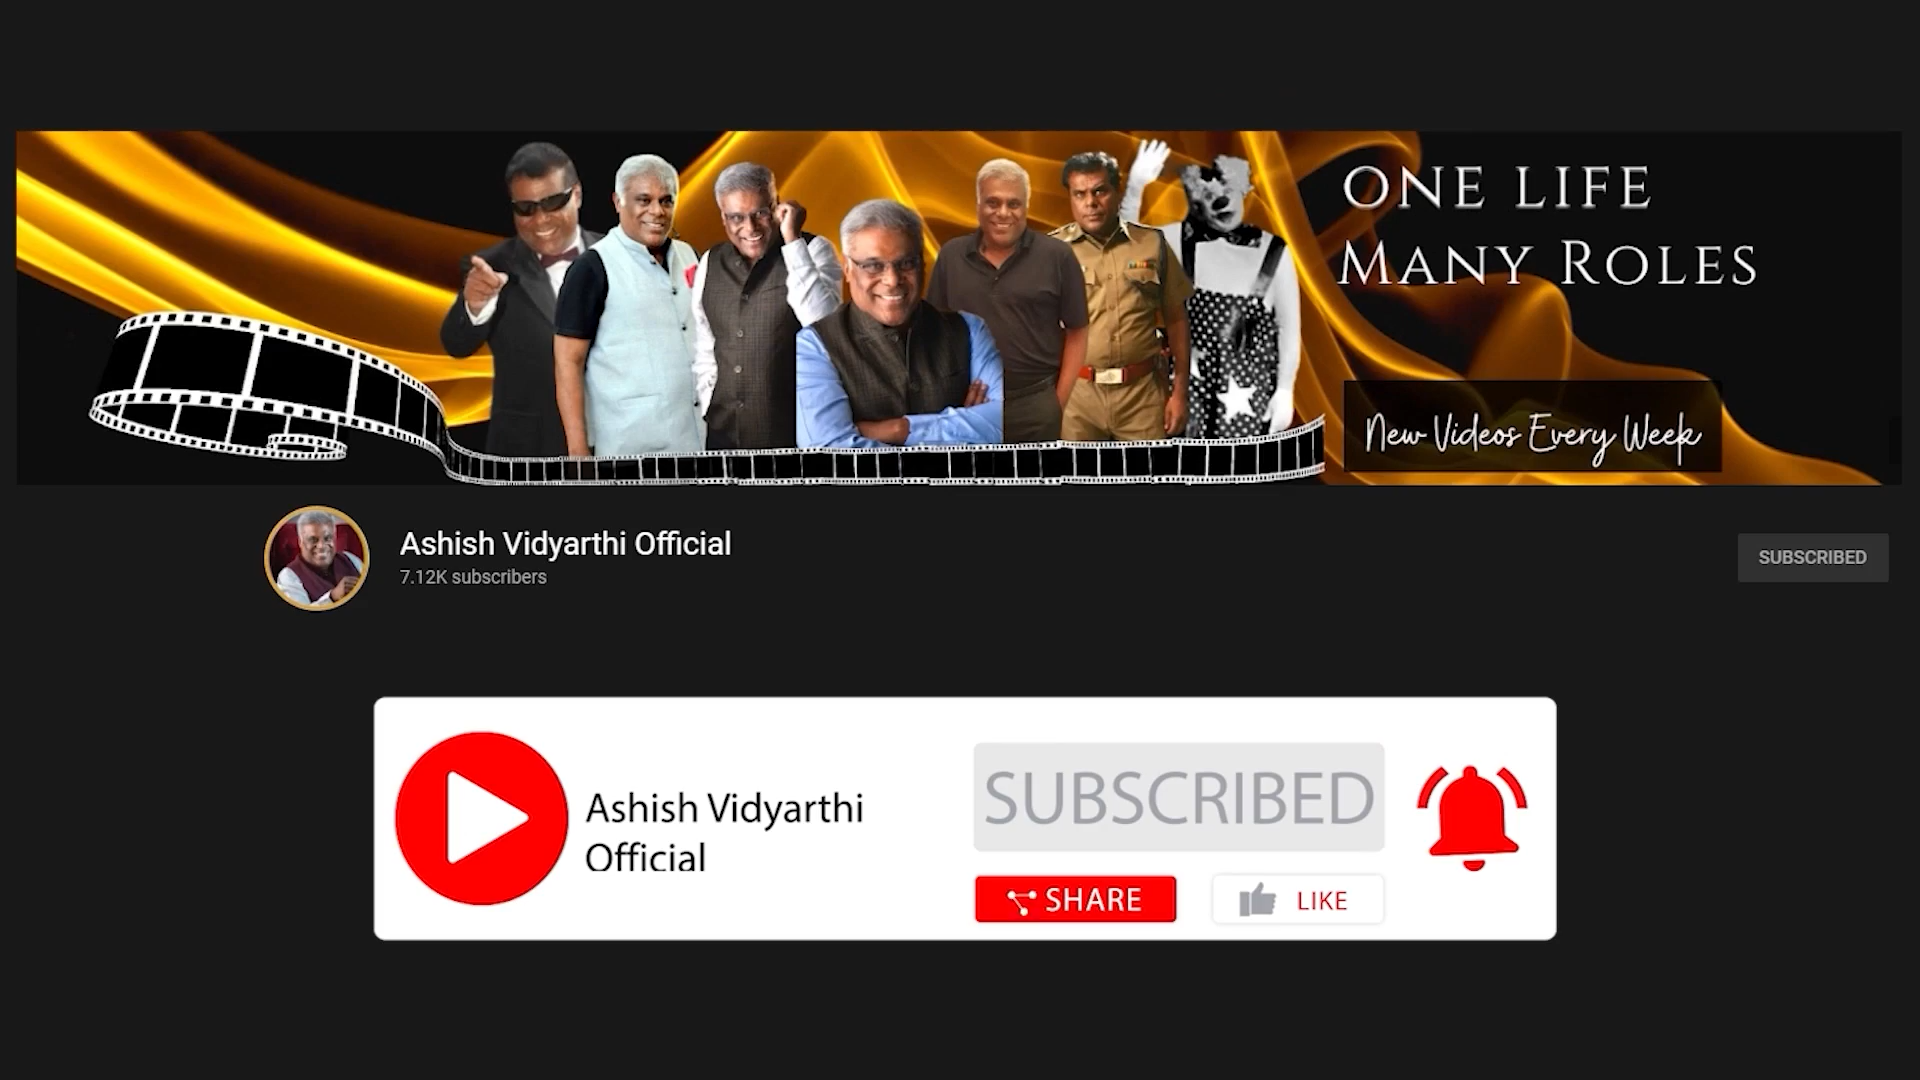 ONE LIFE
MANY ROLES
New Videos Every Week
Ashish Vidyarthi Official
7.12K subscribers
SUBSCRIBED
Ashish Vidyarthi
Official
SUBSCRIBED
SHARE
LIKE